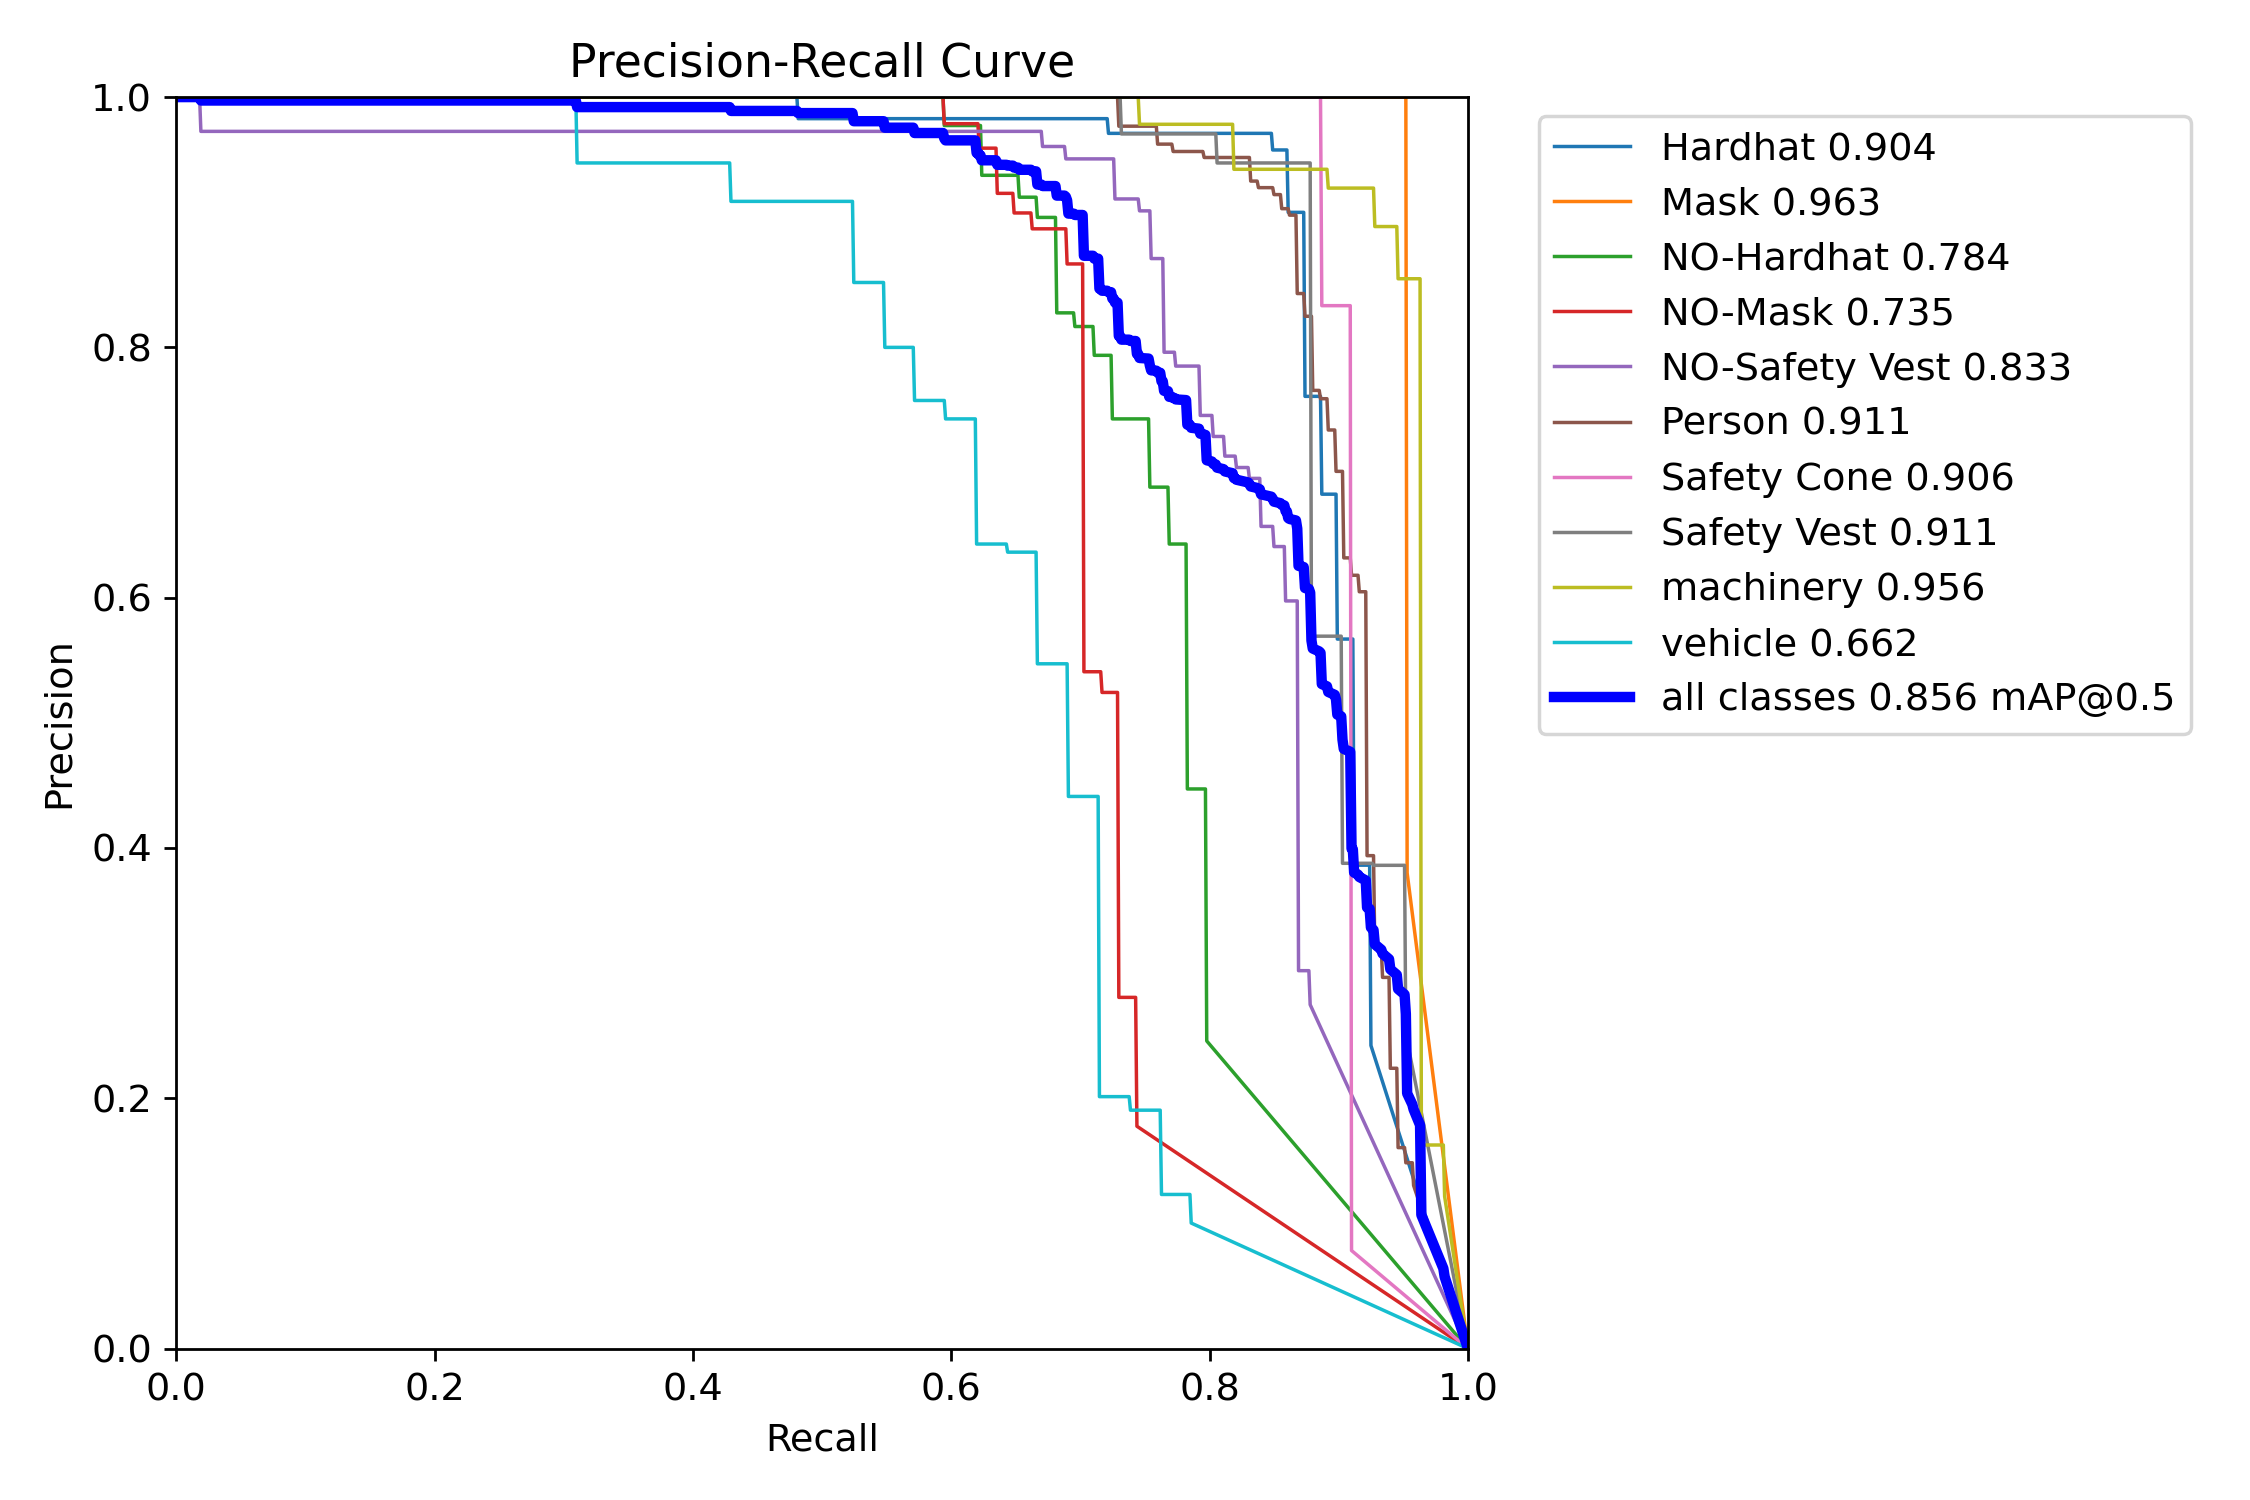 Precision-Recall Curve
1.0
0.8
0.6
0.4
0.2
0.0
Precision
0.0 0.2 0.4 0.6 0.8 1.0
Recall
Hardhat 0.904
Mask 0.963
NO-Hardhat 0.784
NO-Mask 0.735
NO-Safety Vest 0.833
Person 0.911
Safety Cone 0.906
Safety Vest 0.911
machinery 0.956
vehicle 0.662
all classes 0.856 mAP@0.5